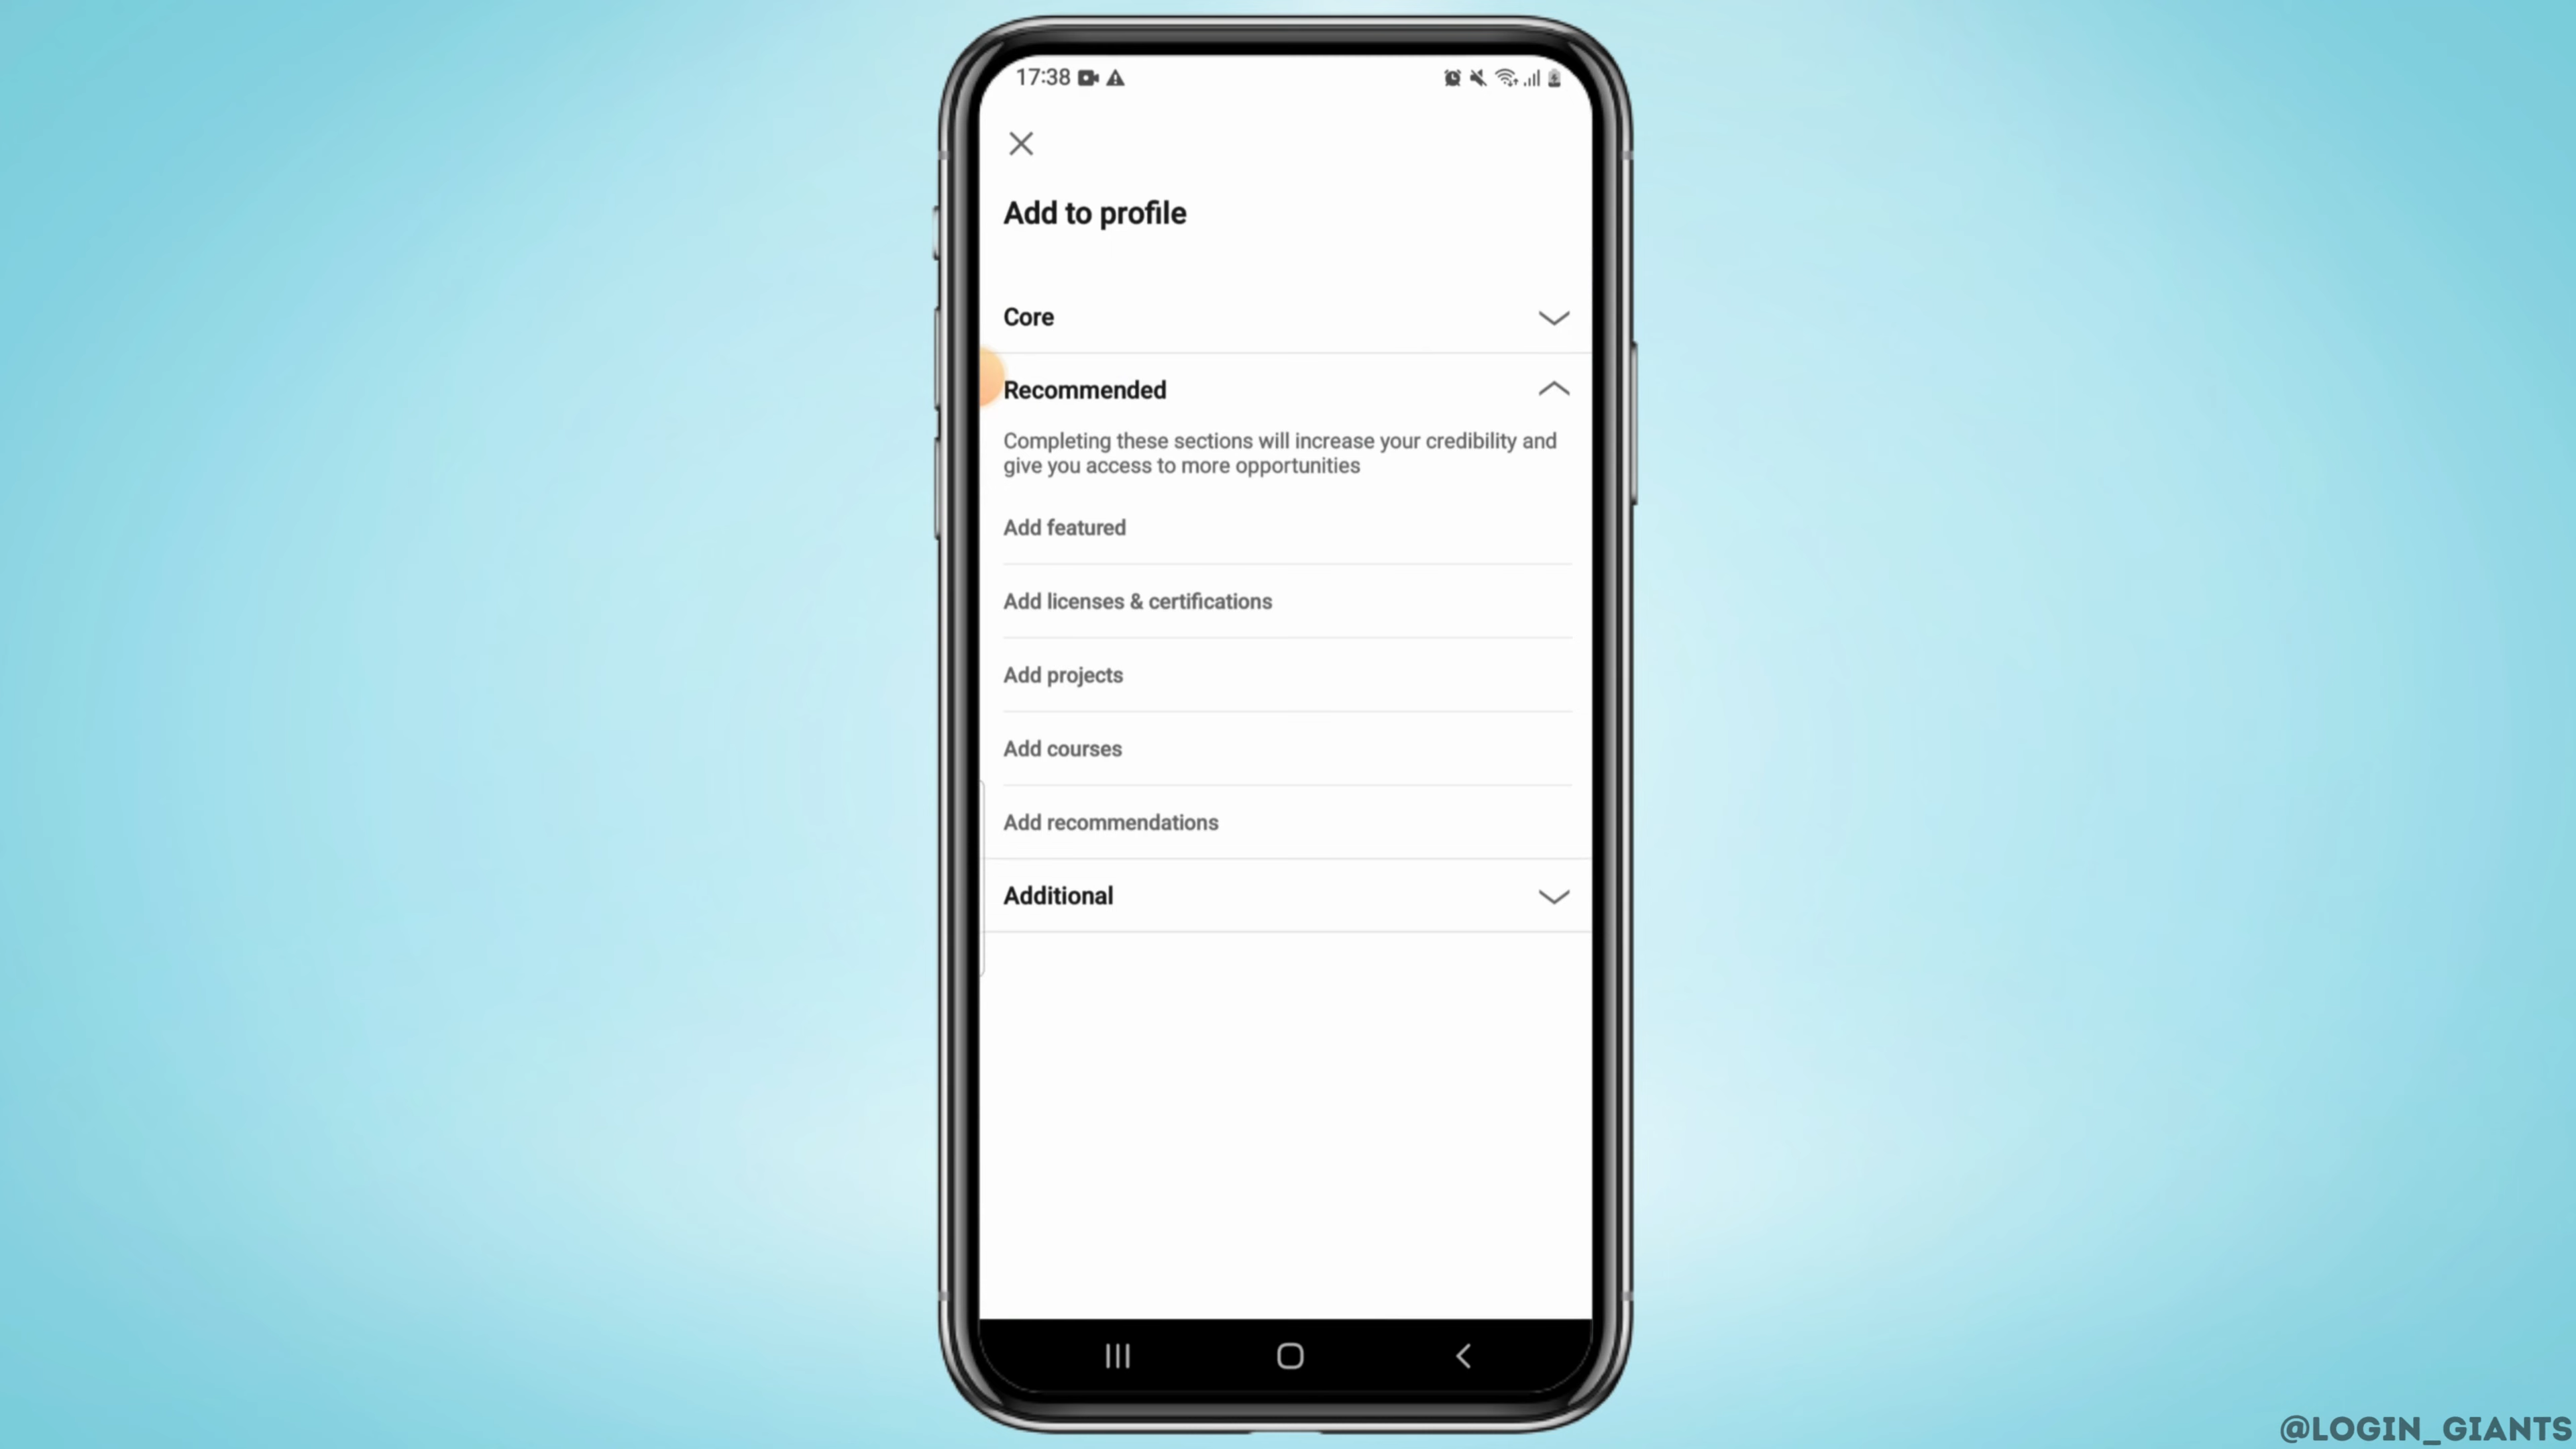 17:38
Add to profile
Core
Recommended
Completing these sections will increase your credibility and
give you access to more opportunities
Add featured
Add licenses & certifications
Add projects
Add courses
Add recommendations
Additional
@LOGIN_GIANTS